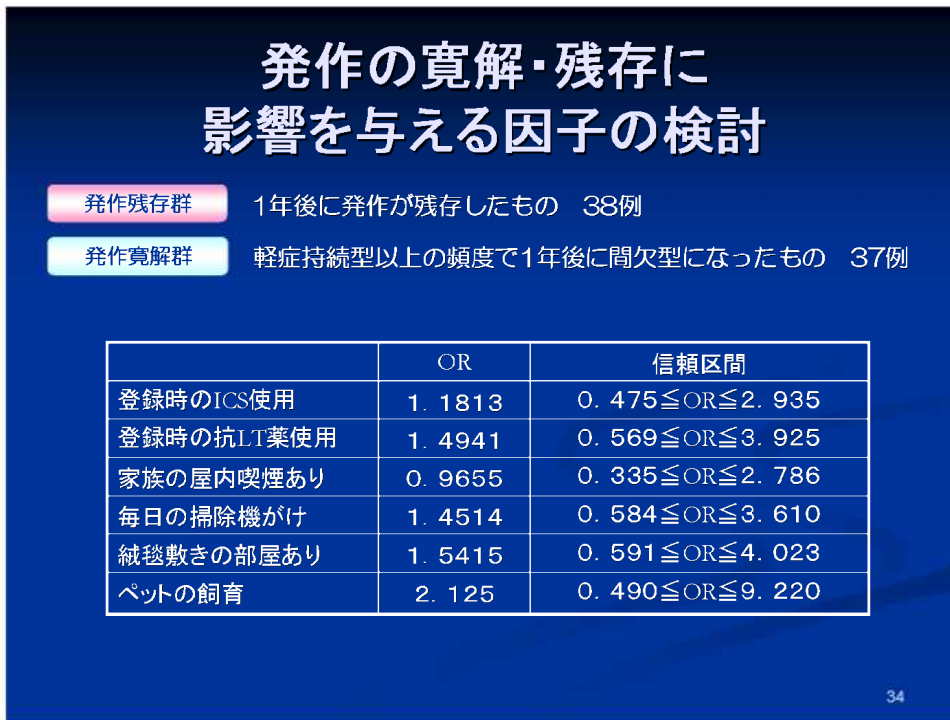 発作の寛解・残存に
影響を与える因子の検討
発作残存群 1年後に発作が残存したもの 38例
発作寛解群 軽症持続型以上の頻度で1年後に間欠型になったもの 37例
OR 信頼区間
登録時のICS使用 1.1813 0.475≦OR≦2.935
登録時の抗LT薬使用 1.4941 0.569≦OR≦3.925
家族の屋内喫煙あり 0.9655 0.335≦OR≦2.786
毎日の掃除機がけ 1.4514 0.584≦OR≦3.610
絨毯敷きの部屋あり 1.5415 0.591≦OR≦4.023
ペットの飼育 2.125 0.490≦OR≦9.220
34